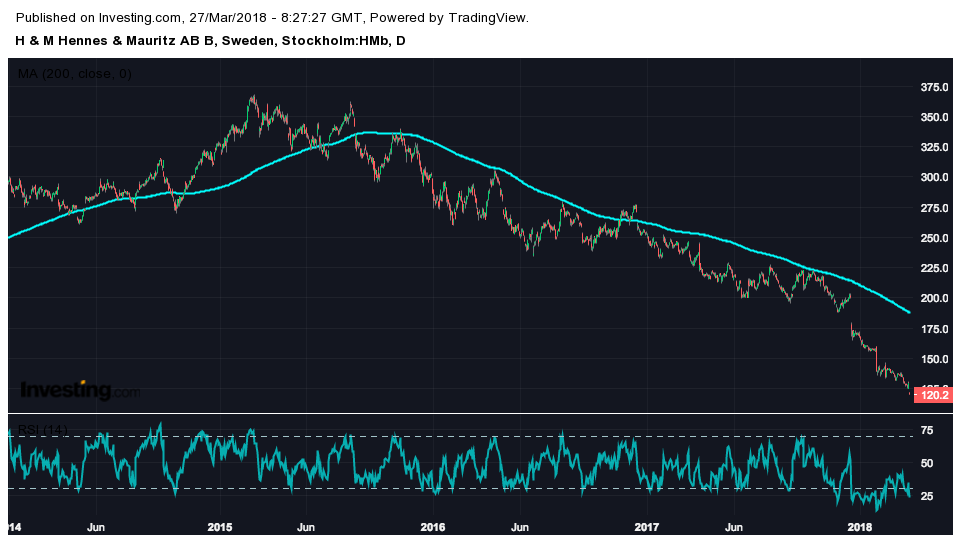 Published on Investing.com, 27/Mar/2018 - 8:27:27 GMT, Powered by TradingView.
H & M Hennes & Mauritz AB B, Sweden, Stockholm:HMb, D
MA (200, close, 0)
375.0
350.0
325.0
300.0
275.0
250.0
225.0
200.0
175.0
150.0
120.2
Investing.com
RSI (14)
75
50
25
14 Jun 2015 Jun 2016 Jun 2017 Jun 2018